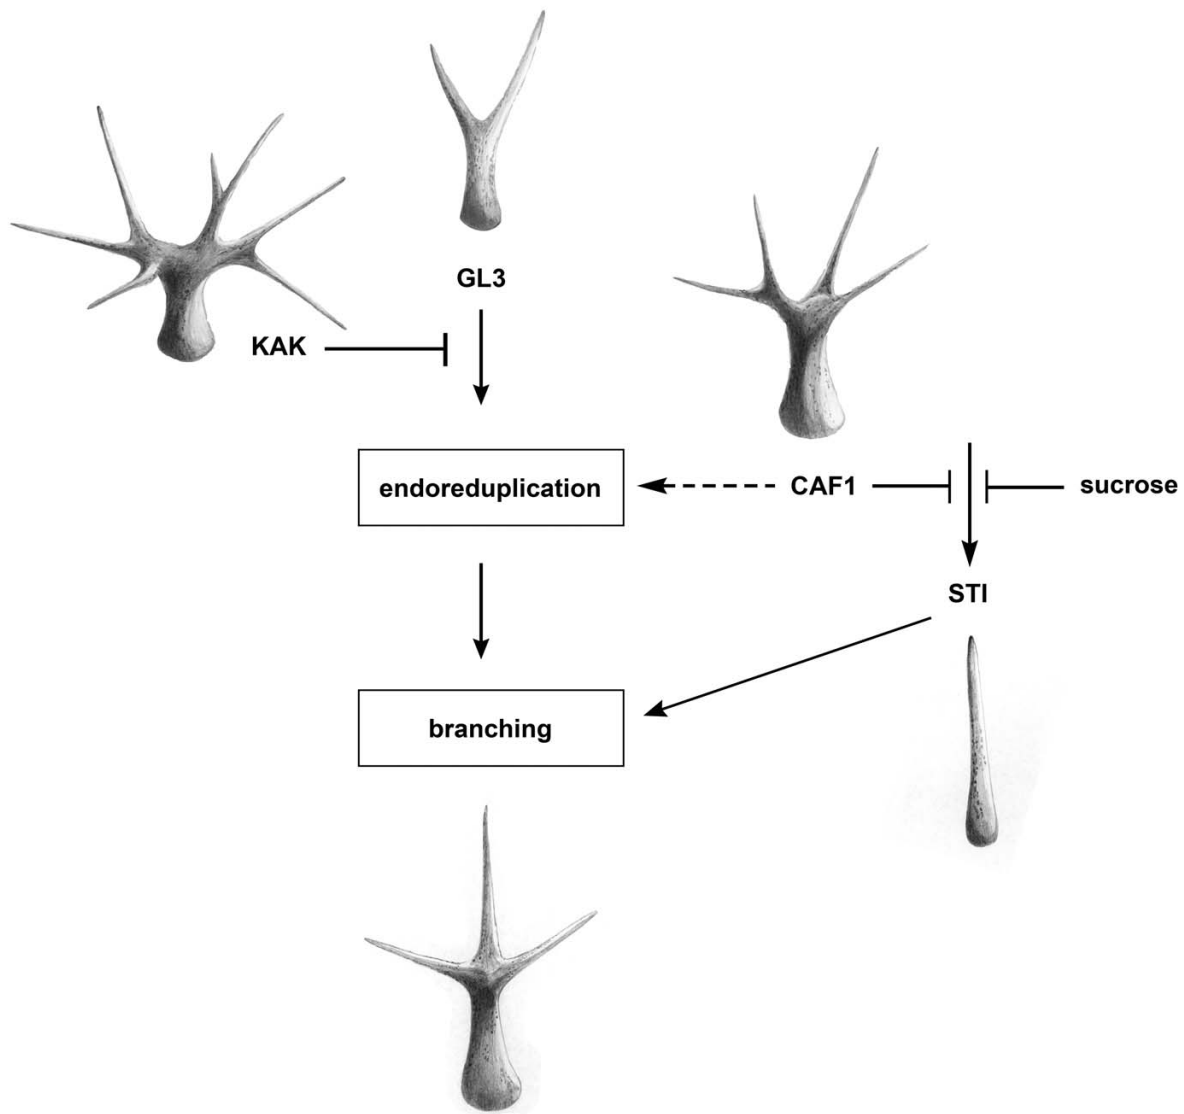 GL3
KAK
endoreduplication
CAF1
sucrose
STI
branching